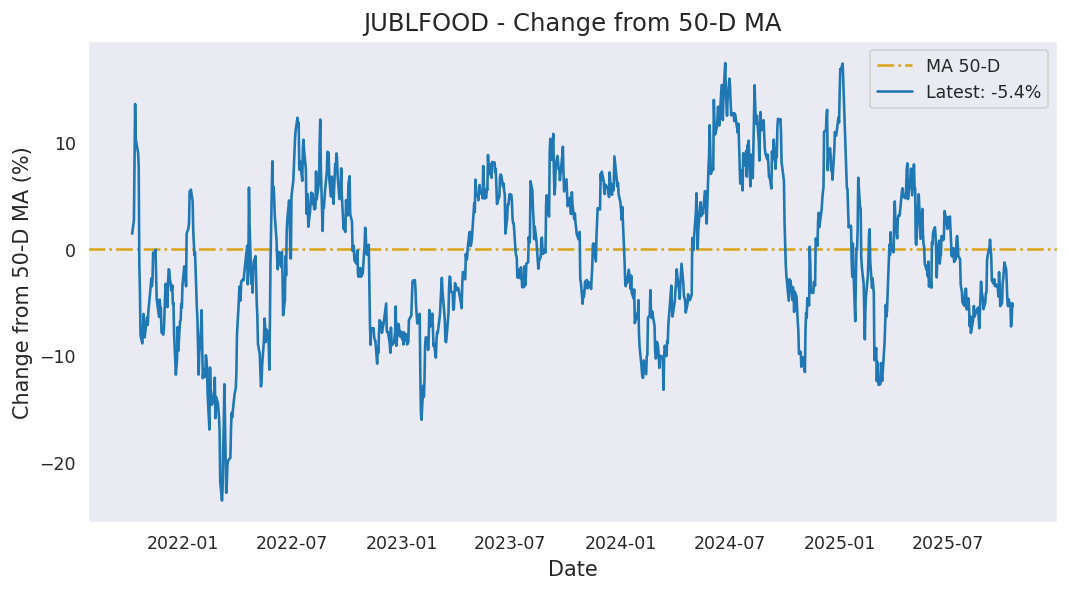 JUBLFOOD - Change from 50-D MA
MA 50-D
Latest: -5.4%
Change from 50-D MA (%)
10
0
−10
−20
2022-01
2022-07
2023-01
2023-07
2024-01
2024-07
2025-01
2025-07
Date